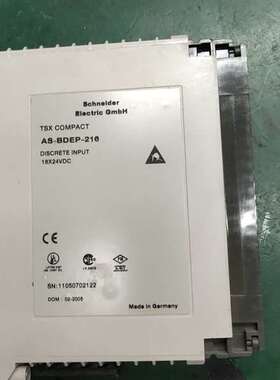 Schneider
Electric GmbH
TSX COMPACT
AS-BDEP-216
DISCRETE INPUT
16X24VDC
CE
SN:11050702122
DOM : 02-2005
Made in Germany